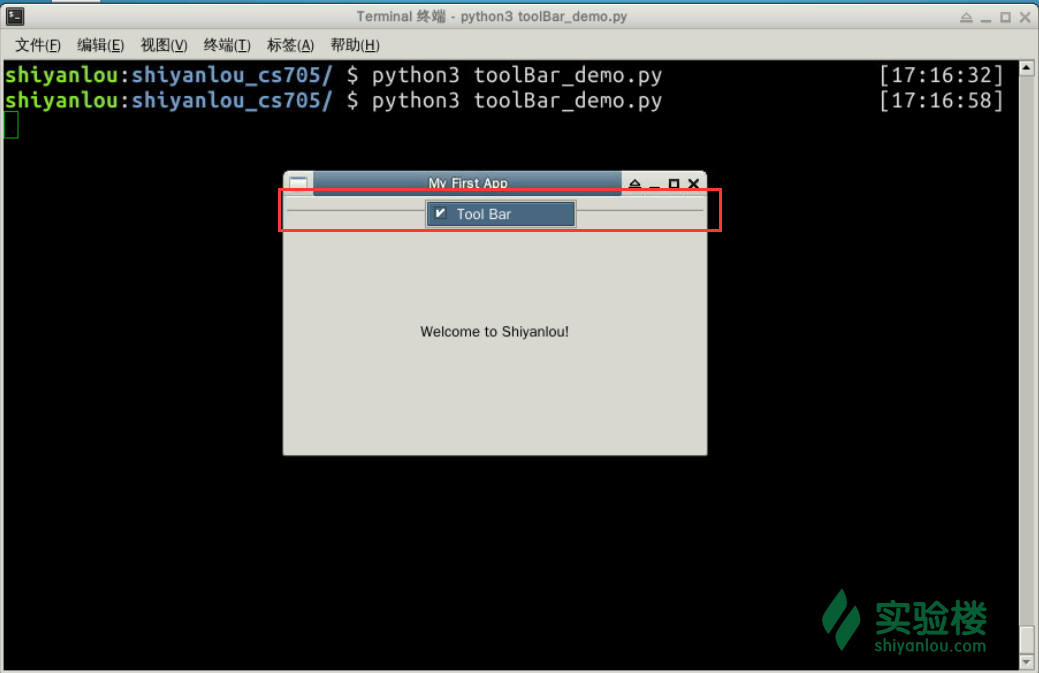 Terminal 终端 - python3 toolBar_demo.py
文件(F) 编辑(E) 视图(V) 终端(T) 标签(A) 帮助(H)
shiyanlou:shiyanlou_cs705/ $ python3 toolBar_demo.py [17:16:32]
shiyanlou:shiyanlou_cs705/ $ python3 toolBar_demo.py [17:16:58]
My First App
Tool Bar
Welcome to Shiyanlou!
实验楼
shiyanlou.com